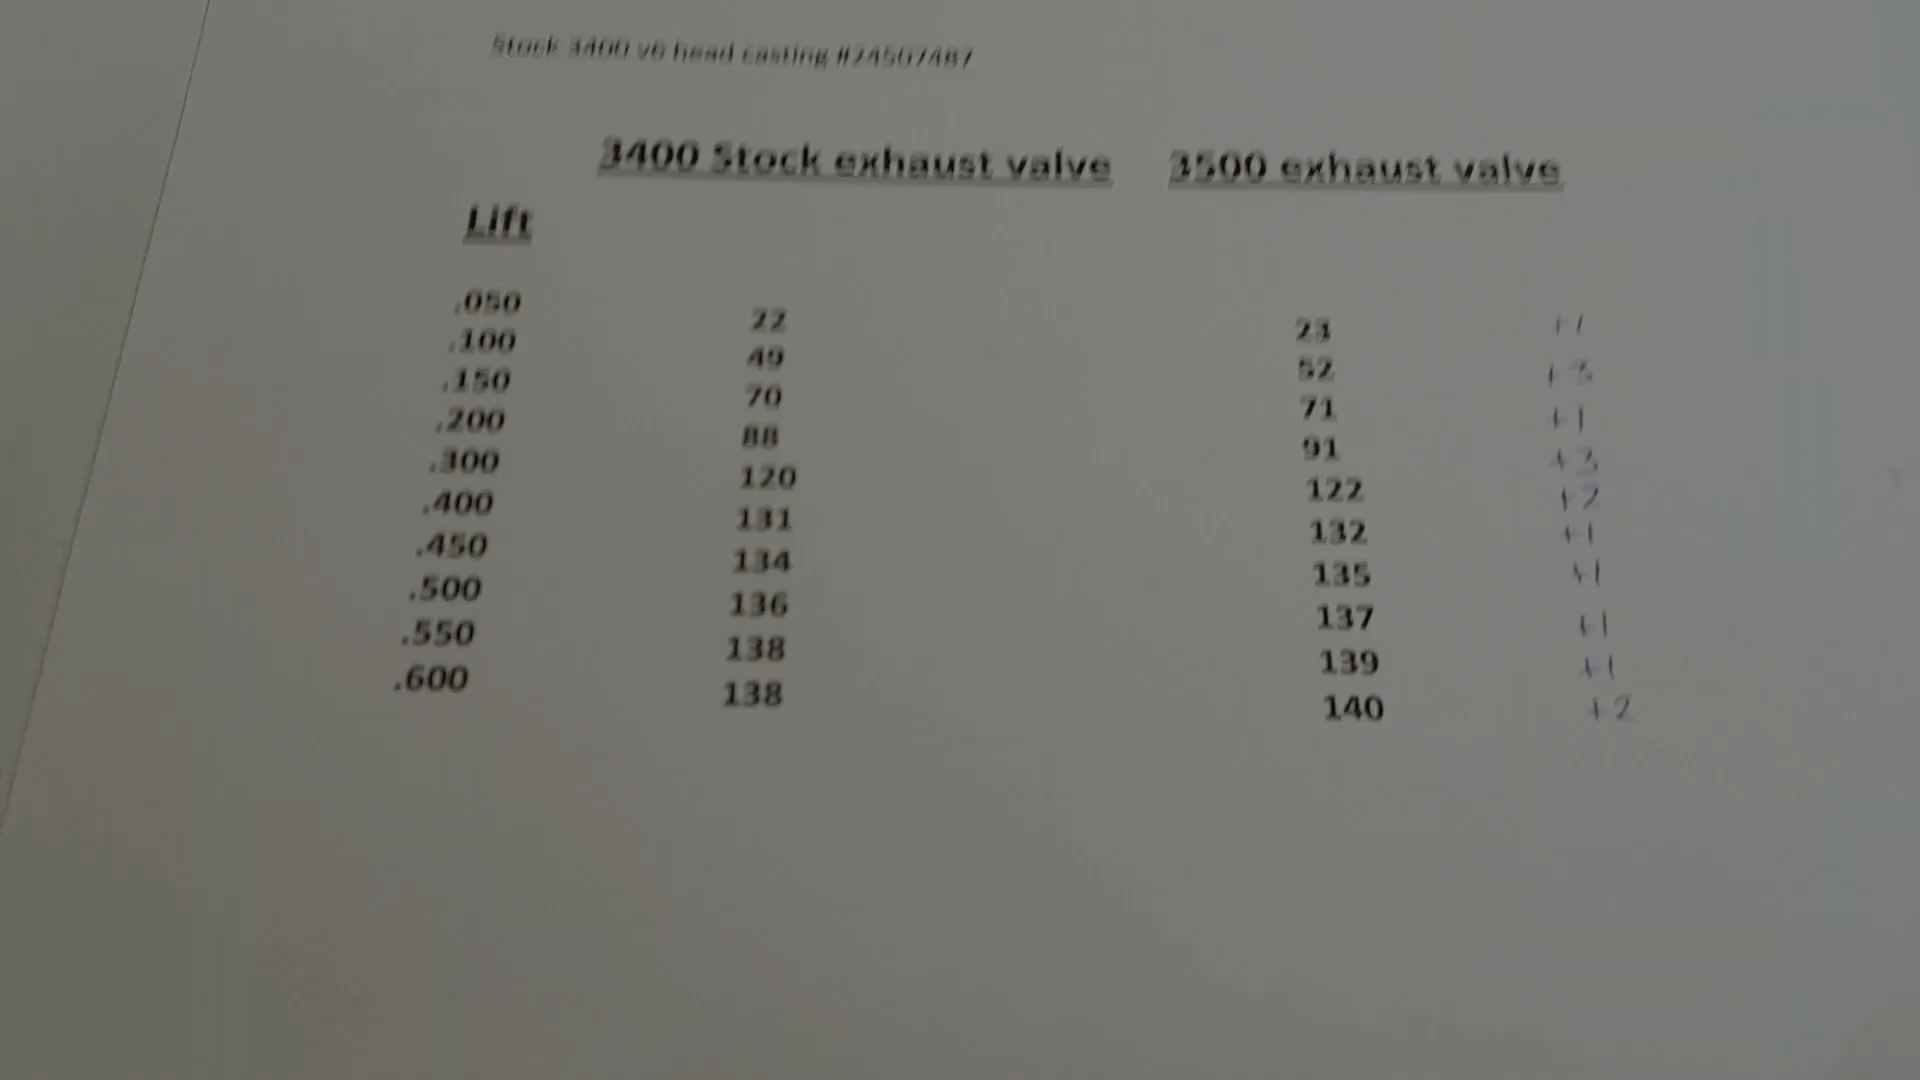 Stock 3400 v6 head casting #24507487
3400 Stock exhaust valve 3500 exhaust valve
Lift
.050 22 23 +1
.100 49 52 +3
.150 70 71 +1
.200 88 91 +3
.300 120 122 +2
.400 131 132 +1
.450 134 135 +1
.500 136 137 +1
.550 138 139 +1
.600 138 140 +2